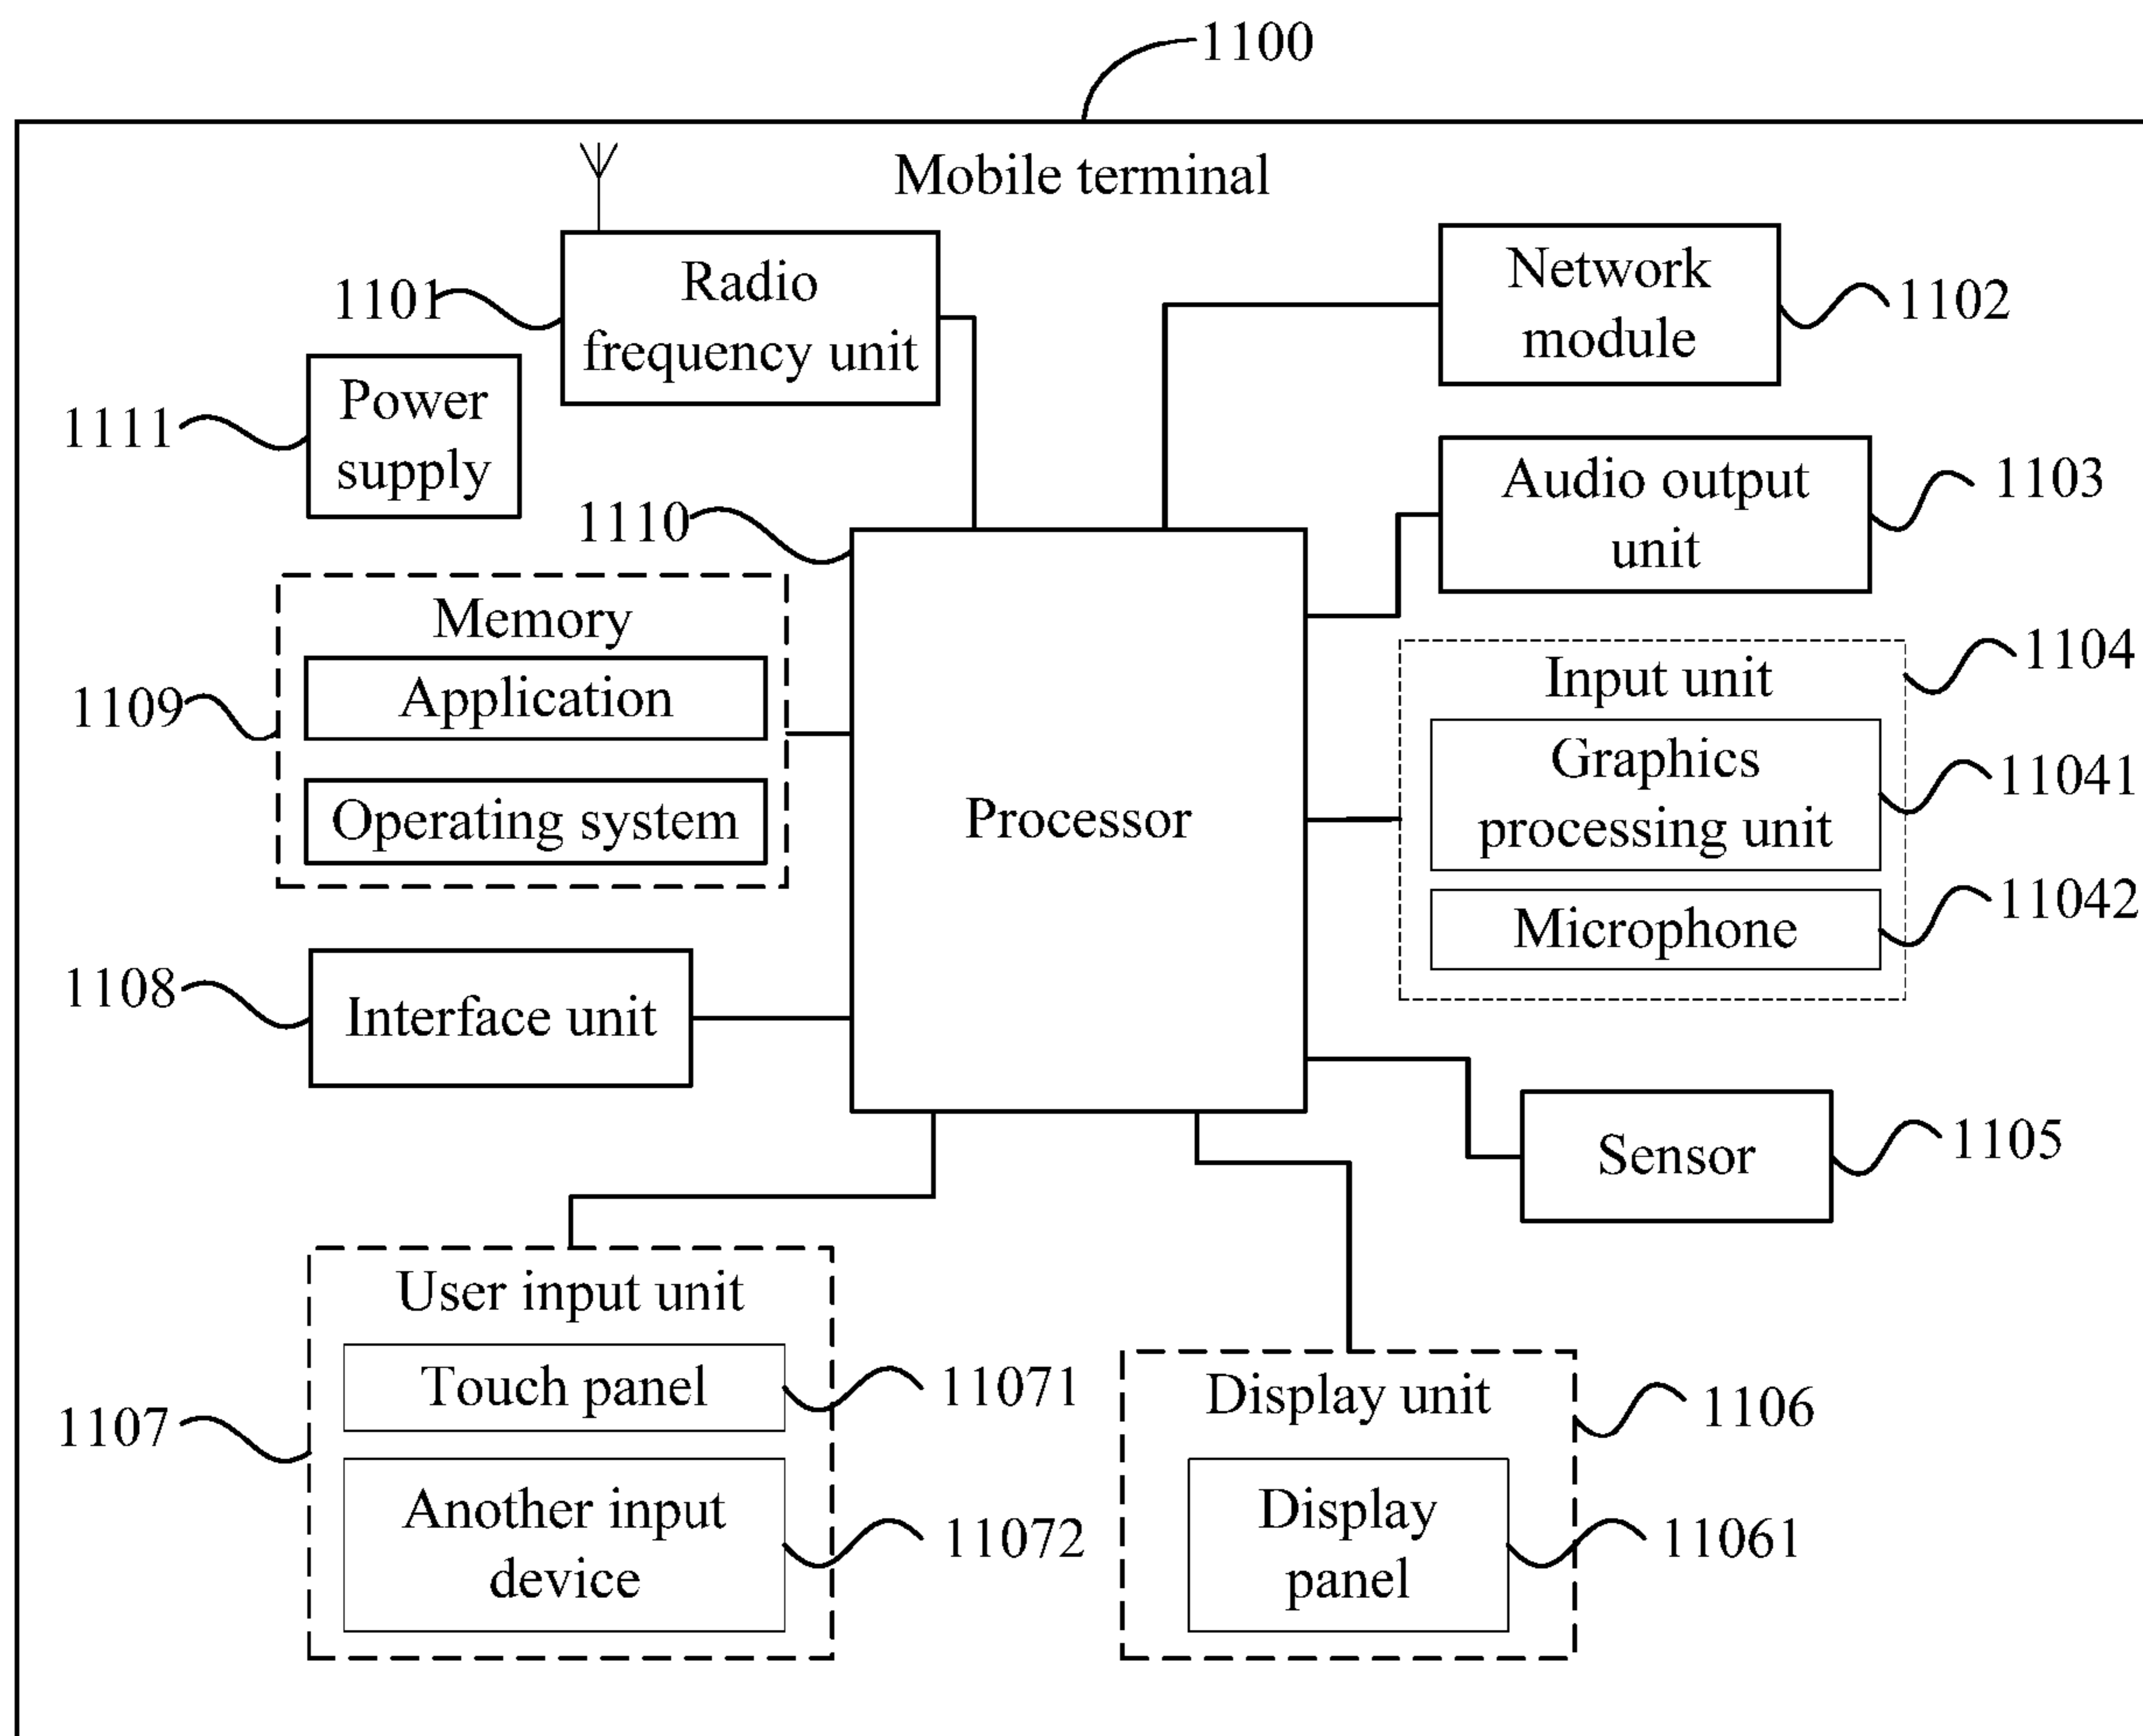 1100
Mobile terminal
1101
Radio
frequency unit
Network
module
1102
1111
Power
supply
1110
Audio output
unit
1103
1109
Memory
Application
Operating system
Processor
Input unit
1104
Graphics
processing unit
11041
Microphone
11042
1108
Interface unit
Sensor
1105
1107
User input unit
Touch panel
11071
Another input
device
11072
Display unit
1106
Display
panel
11061